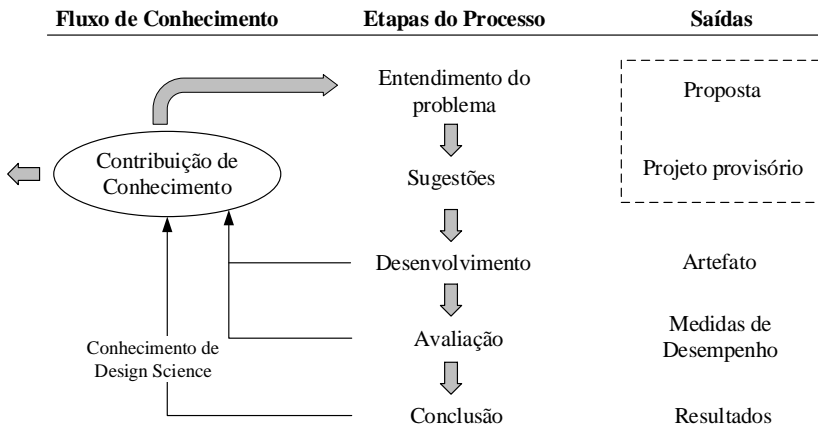 Fluxo de Conhecimento
Etapas do Processo
Saídas
Entendimento do
problema
Proposta
Contribuição de
Conhecimento
Sugestões
Projeto provisório
Desenvolvimento
Artefato
Conhecimento de
Design Science
Avaliação
Medidas de
Desempenho
Conclusão
Resultados